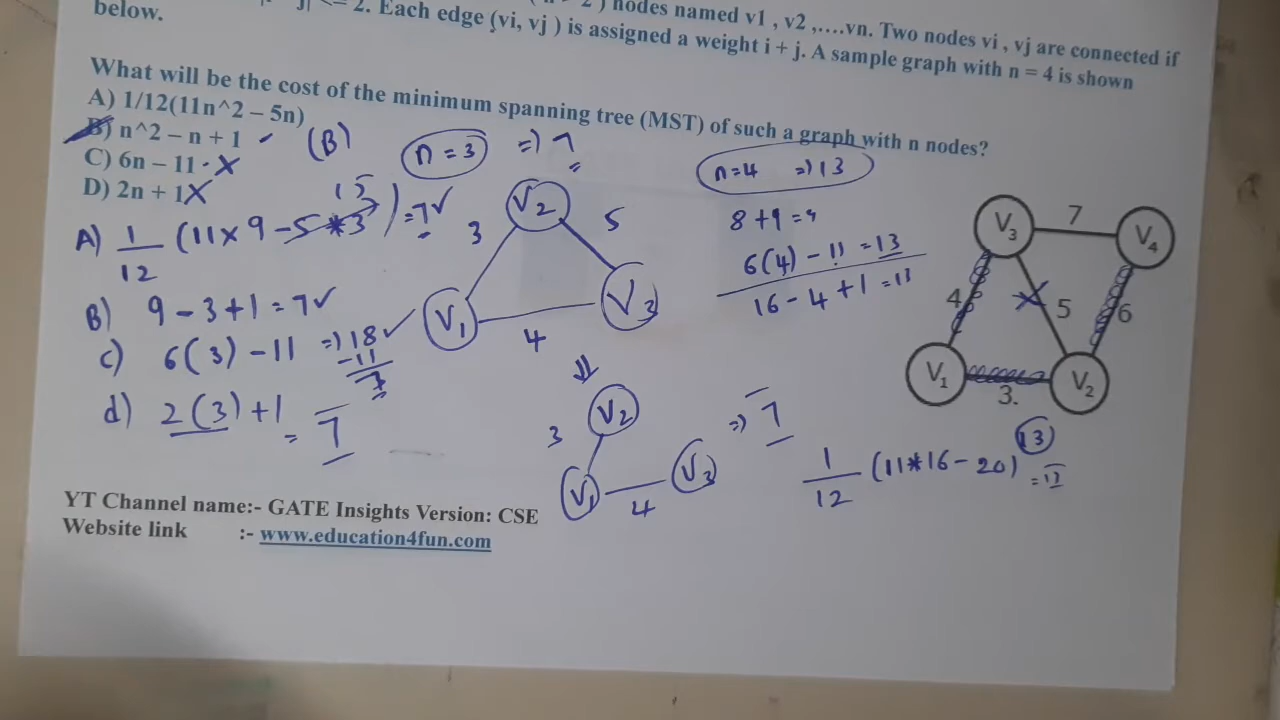 2) nodes named v1 , v2 ,....vn. Two nodes vi , vj are connected if
j| <= 2. Each edge (vi, vj ) is assigned a weight i + j. A sample graph with n = 4 is shown
below.
What will be the cost of the minimum spanning tree (MST) of such a graph with n nodes?
A) 1/12(11n^2 – 5n)
B) n^2 – n + 1
(B)
C) 6n – 11 · X
D) 2n + 1 X
n = 3 => 7
n=4 => 13
15
A) 1/12 (11 x 9 - 5 * 3) = 7 ✓
B) 9 - 3 + 1 = 7 ✓
c) 6(3) - 11 => 18 ✓
-11
7
d) 2(3) + 1
= 7
V2
3
5
V1
V3
4
V2
3
V1
V3
4
=> 7
8 + 9 = 9
6(4) - 11 = 13
16 - 4 + 1 = 13
V3
7
V4
4
5
6
V1
V2
3.
13
1/12 (11*16 - 20)
= 13
YT Channel name:- GATE Insights Version: CSE
Website link :- www.education4fun.com